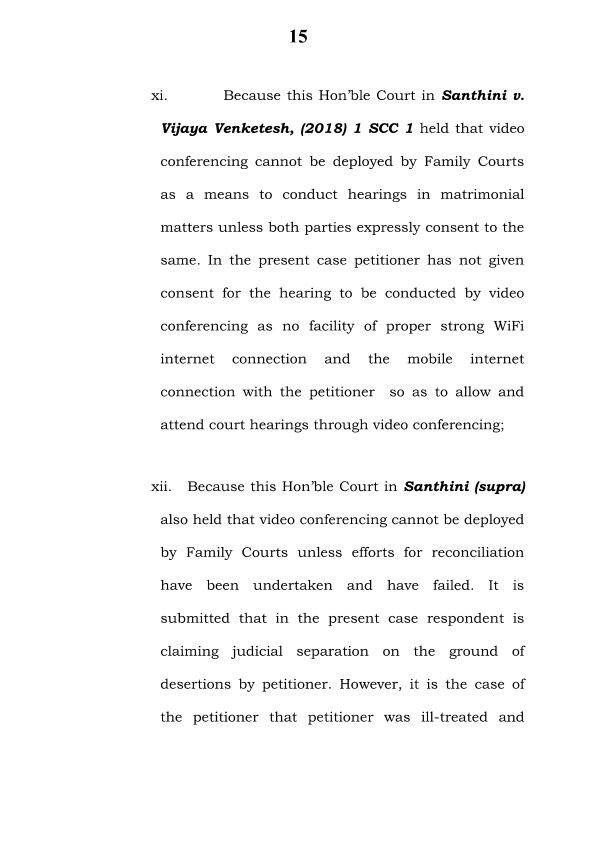 15
xi. Because this Hon’ble Court in Santhini v.
Vijaya Venketesh, (2018) 1 SCC 1 held that video
conferencing cannot be deployed by Family Courts
as a means to conduct hearings in matrimonial
matters unless both parties expressly consent to the
same. In the present case petitioner has not given
consent for the hearing to be conducted by video
conferencing as no facility of proper strong WiFi
internet connection and the mobile internet
connection with the petitioner so as to allow and
attend court hearings through video conferencing;
xii. Because this Hon’ble Court in Santhini (supra)
also held that video conferencing cannot be deployed
by Family Courts unless efforts for reconciliation
have been undertaken and have failed. It is
submitted that in the present case respondent is
claiming judicial separation on the ground of
desertions by petitioner. However, it is the case of
the petitioner that petitioner was ill-treated and